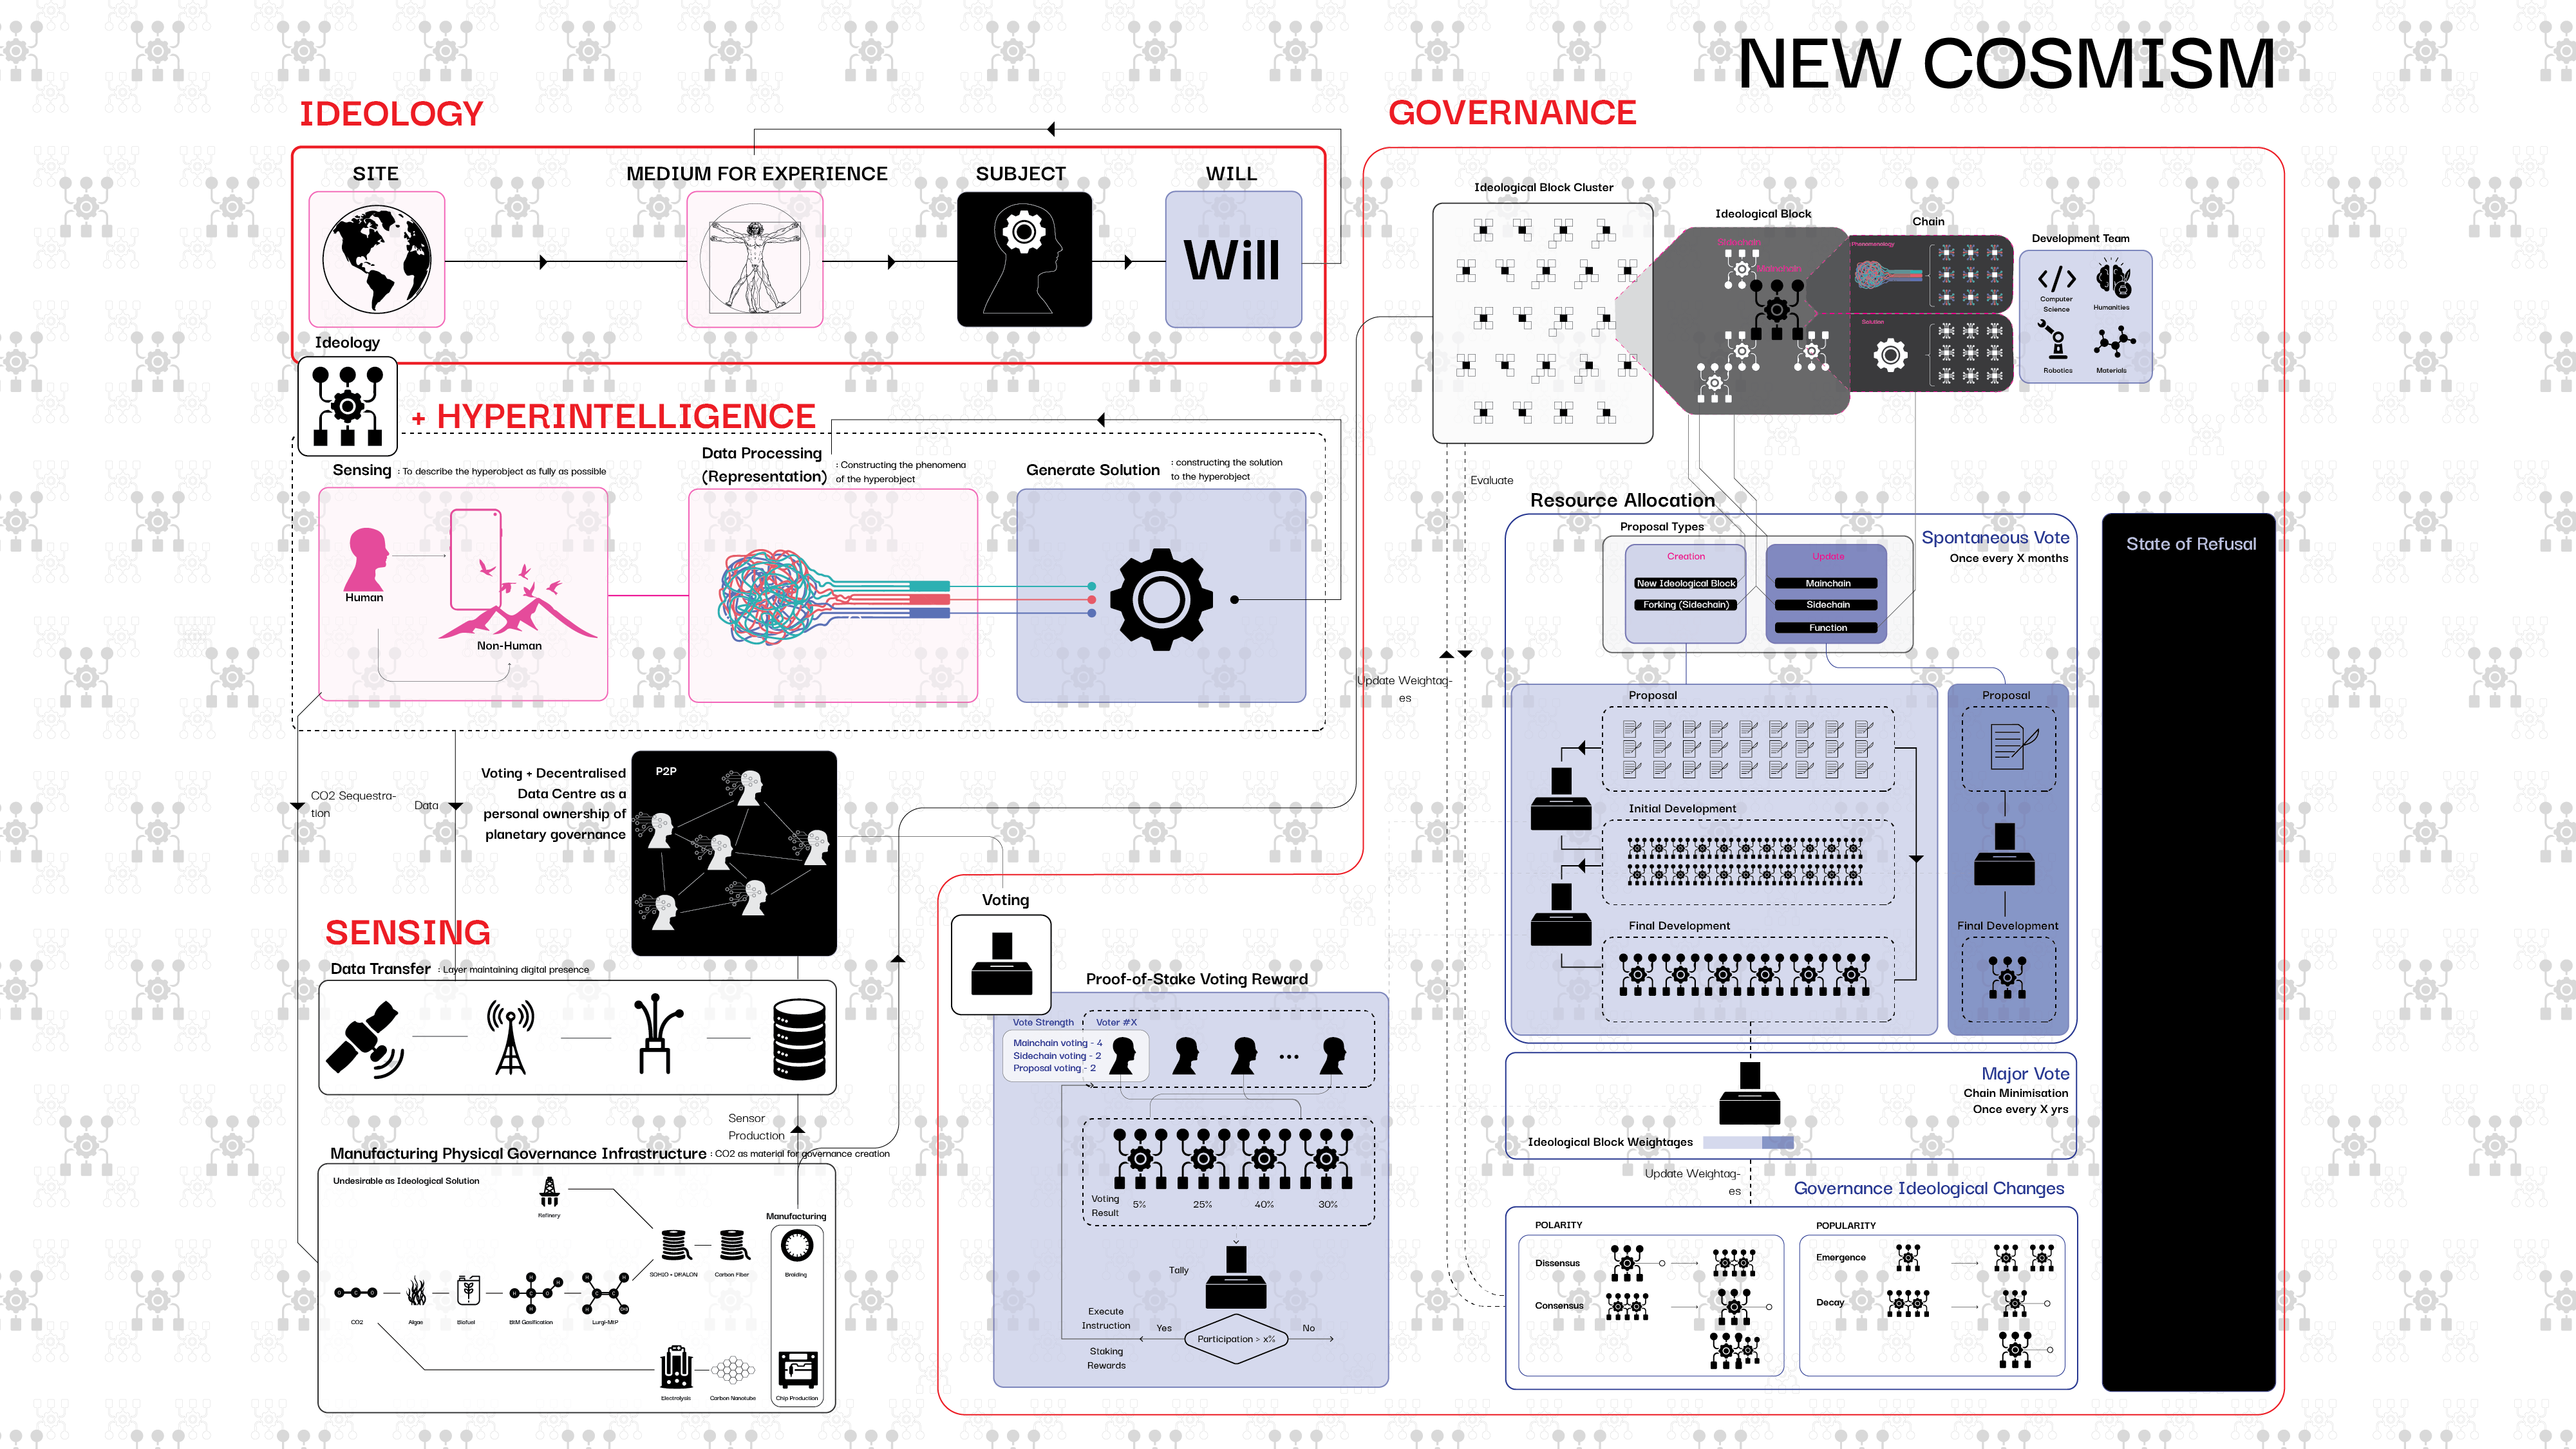 NEW COSMISM
IDEOLOGY
SITE
MEDIUM FOR EXPERIENCE
SUBJECT
WILL
Will
Ideology
+ HYPERINTELLIGENCE
Sensing : To describe the hyperobject as fully as possible
Human
Non-Human
Data Processing
(Representation)
: Constructing the phenomena
of the hyperobject
Generate Solution
: constructing the solution
to the hyperobject
CO2 Sequestra-
tion
Data
Voting + Decentralised
Data Centre as a
personal ownership of
planetary governance
P2P
SENSING
Data Transfer : Layer maintaining digital presence
Sensor
Production
Manufacturing Physical Governance Infrastructure : CO2 as material for governance creation
Undesirable as Ideological Solution
Refinery
Manufacturing
SOHIO + DRALON
Carbon Fiber
Braiding
CO2
Algae
Biofuel
BtM Gasification
Lurgi-MtP
Electrolysis
Carbon Nanotube
Chip Production
GOVERNANCE
Ideological Block Cluster
Ideological Block
Chain
Phenomenology
Solution
Development Team
Computer
Science
Humanities
Robotics
Materials
Evaluate
Update Weightag-
es
Resource Allocation
Proposal Types
Creation
New Ideological Block
Forking (Sidechain)
Update
Mainchain
Sidechain
Function
Spontaneous Vote
Once every X months
State of Refusal
Proposal
Initial Development
Final Development
Proposal
Final Development
Major Vote
Chain Minimisation
Once every X yrs
Ideological Block Weightages
Update Weightag-
es
Governance Ideological Changes
POLARITY
Dissensus
Consensus
POPULARITY
Emergence
Decay
Voting
Proof-of-Stake Voting Reward
Vote Strength
Voter #X
Mainchain voting - 4
Sidechain voting - 2
Proposal voting - 2
Voting
Result
5%
25%
40%
30%
Tally
Execute
Instruction
Yes
Participation > x%
No
Staking
Rewards